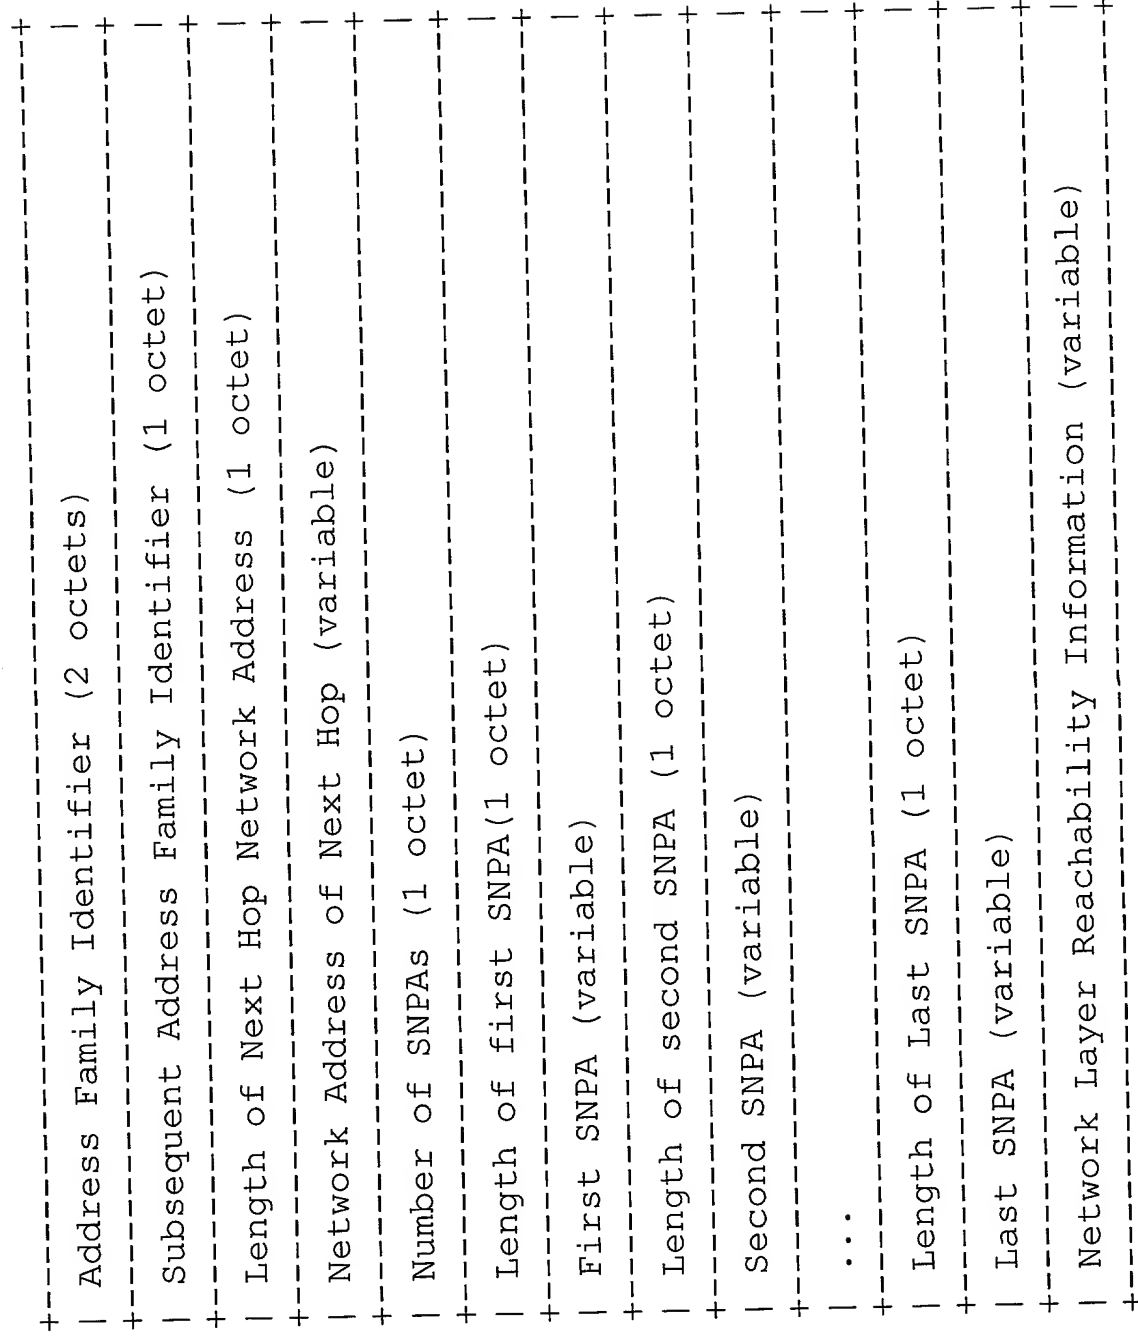 +---------------------------------------------------------+
| Address Family Identifier (2 octets) |
+---------------------------------------------------------+
| Subsequent Address Family Identifier (1 octet) |
+---------------------------------------------------------+
| Length of Next Hop Network Address (1 octet) |
+---------------------------------------------------------+
| Network Address of Next Hop (variable) |
+---------------------------------------------------------+
| Number of SNPAs (1 octet) |
+---------------------------------------------------------+
| Length of first SNPA(1 octet) |
+---------------------------------------------------------+
| First SNPA (variable) |
+---------------------------------------------------------+
| Length of second SNPA (1 octet) |
+---------------------------------------------------------+
| Second SNPA (variable) |
+---------------------------------------------------------+
| ... |
+---------------------------------------------------------+
| Length of Last SNPA (1 octet) |
+---------------------------------------------------------+
| Last SNPA (variable) |
+---------------------------------------------------------+
| Network Layer Reachability Information (variable) |
+---------------------------------------------------------+